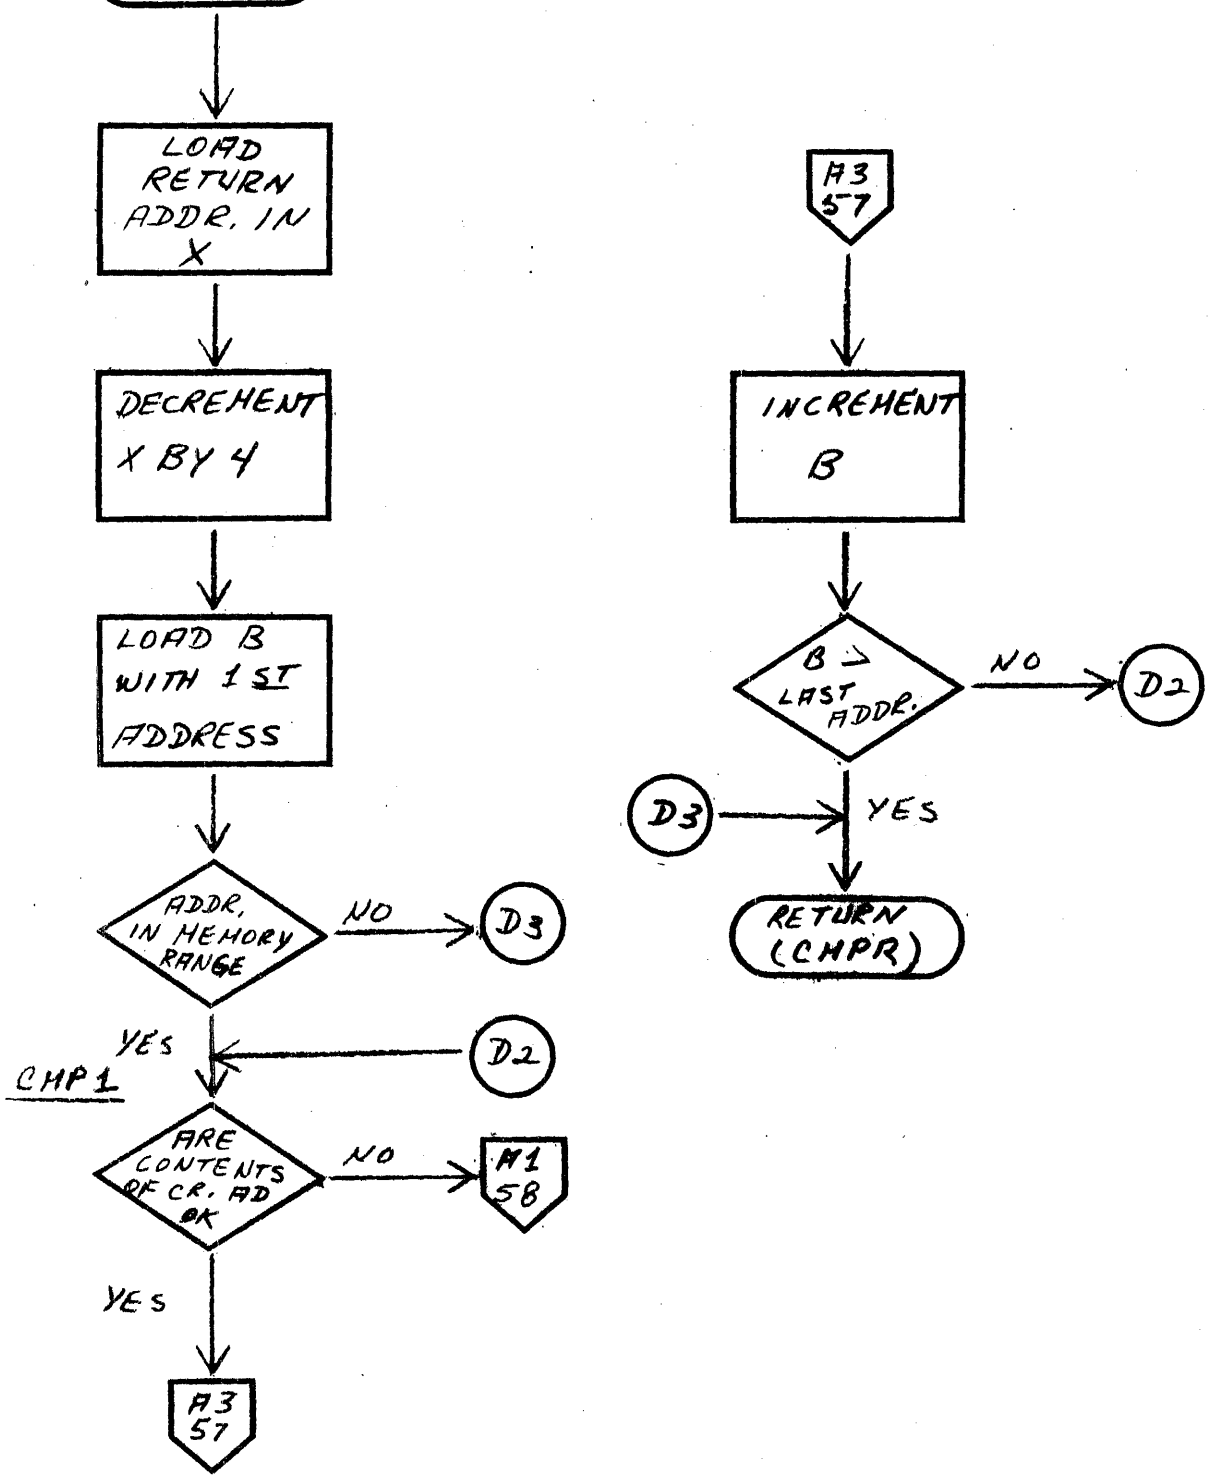 LOAD
RETURN
ADDR. IN
X
DECREMENT
X BY 4
LOAD B
WITH 1ST
ADDRESS
ADDR.
IN MEMORY
RANGE
NO
D3
YES
D2
CMP1
ARE
CONTENTS
OF CR. AD
OK
NO
A1
58
YES
A3
57
A3
57
INCREMENT
B
B >
LAST
ADDR.
NO
D2
D3
YES
RETURN
(CMPR)